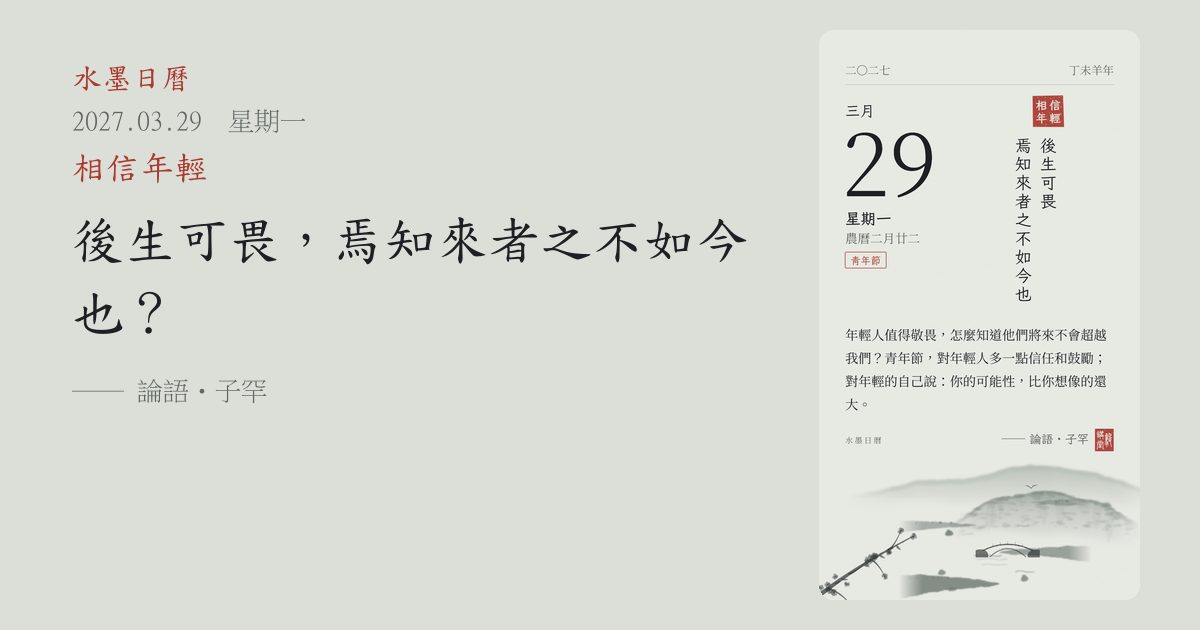 水墨日曆
2027.03.29 星期一
相信年輕
後生可畏，焉知來者之不如今
也？
—— 論語・子罕
二〇二七
丁未羊年
三月
29
星期一
農曆二月廿二
青年節
相信
年輕
後生可畏
焉知來者之不如今也
年輕人值得敬畏，怎麼知道他們將來不會超越
我們？青年節，對年輕人多一點信任和鼓勵；
對年輕的自己說：你的可能性，比你想像的還
大。
水墨日曆
—— 論語・子罕